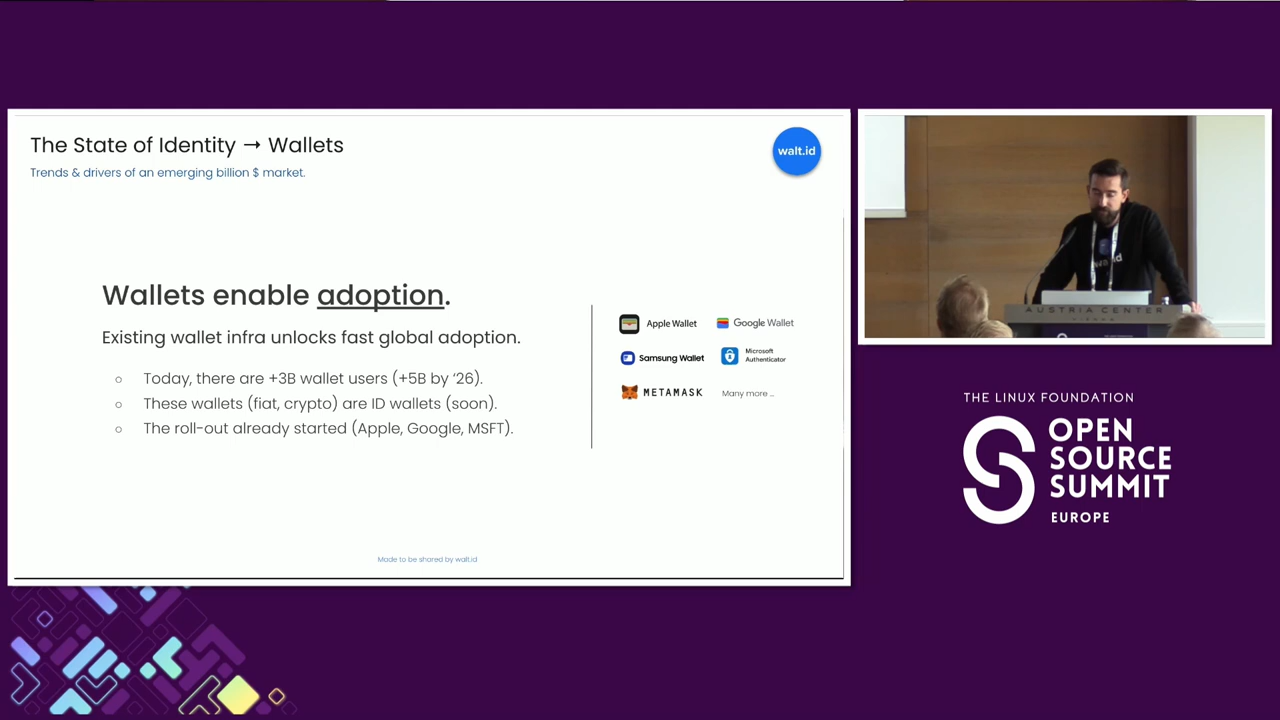 The State of Identity → Wallets
walt.id
Trends & drivers of an emerging billion $ market.
Wallets enable adoption.
Existing wallet infra unlocks fast global adoption.
○ Today, there are +3B wallet users (+5B by ‘26).
○ These wallets (fiat, crypto) are ID wallets (soon).
○ The roll-out already started (Apple, Google, MSFT).
Apple Wallet
Google Wallet
Samsung Wallet
Microsoft
Authenticator
METAMASK
Many more ...
Made to be shared by walt.id
AUSTRIA CENTER
THE LINUX FOUNDATION
OPEN
SOURCE
SUMMIT
EUROPE